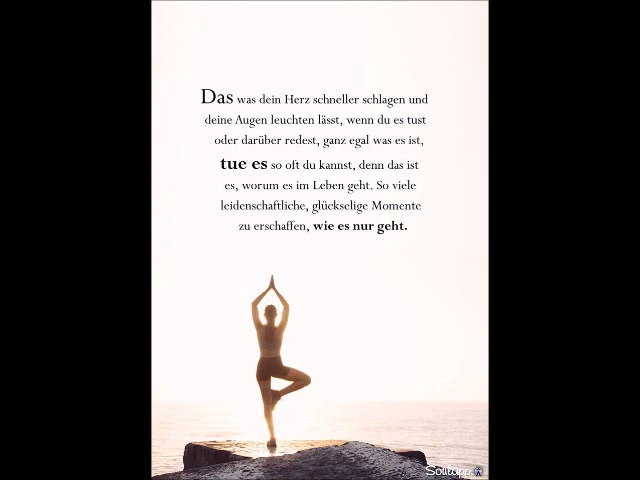 Das was dein Herz schneller schlagen und
deine Augen leuchten lässt, wenn du es tust
oder darüber redest, ganz egal was es ist,
tue es so oft du kannst, denn das ist
es, worum es im Leben geht. So viele
leidenschaftliche, glückselige Momente
zu erschaffen, wie es nur geht.